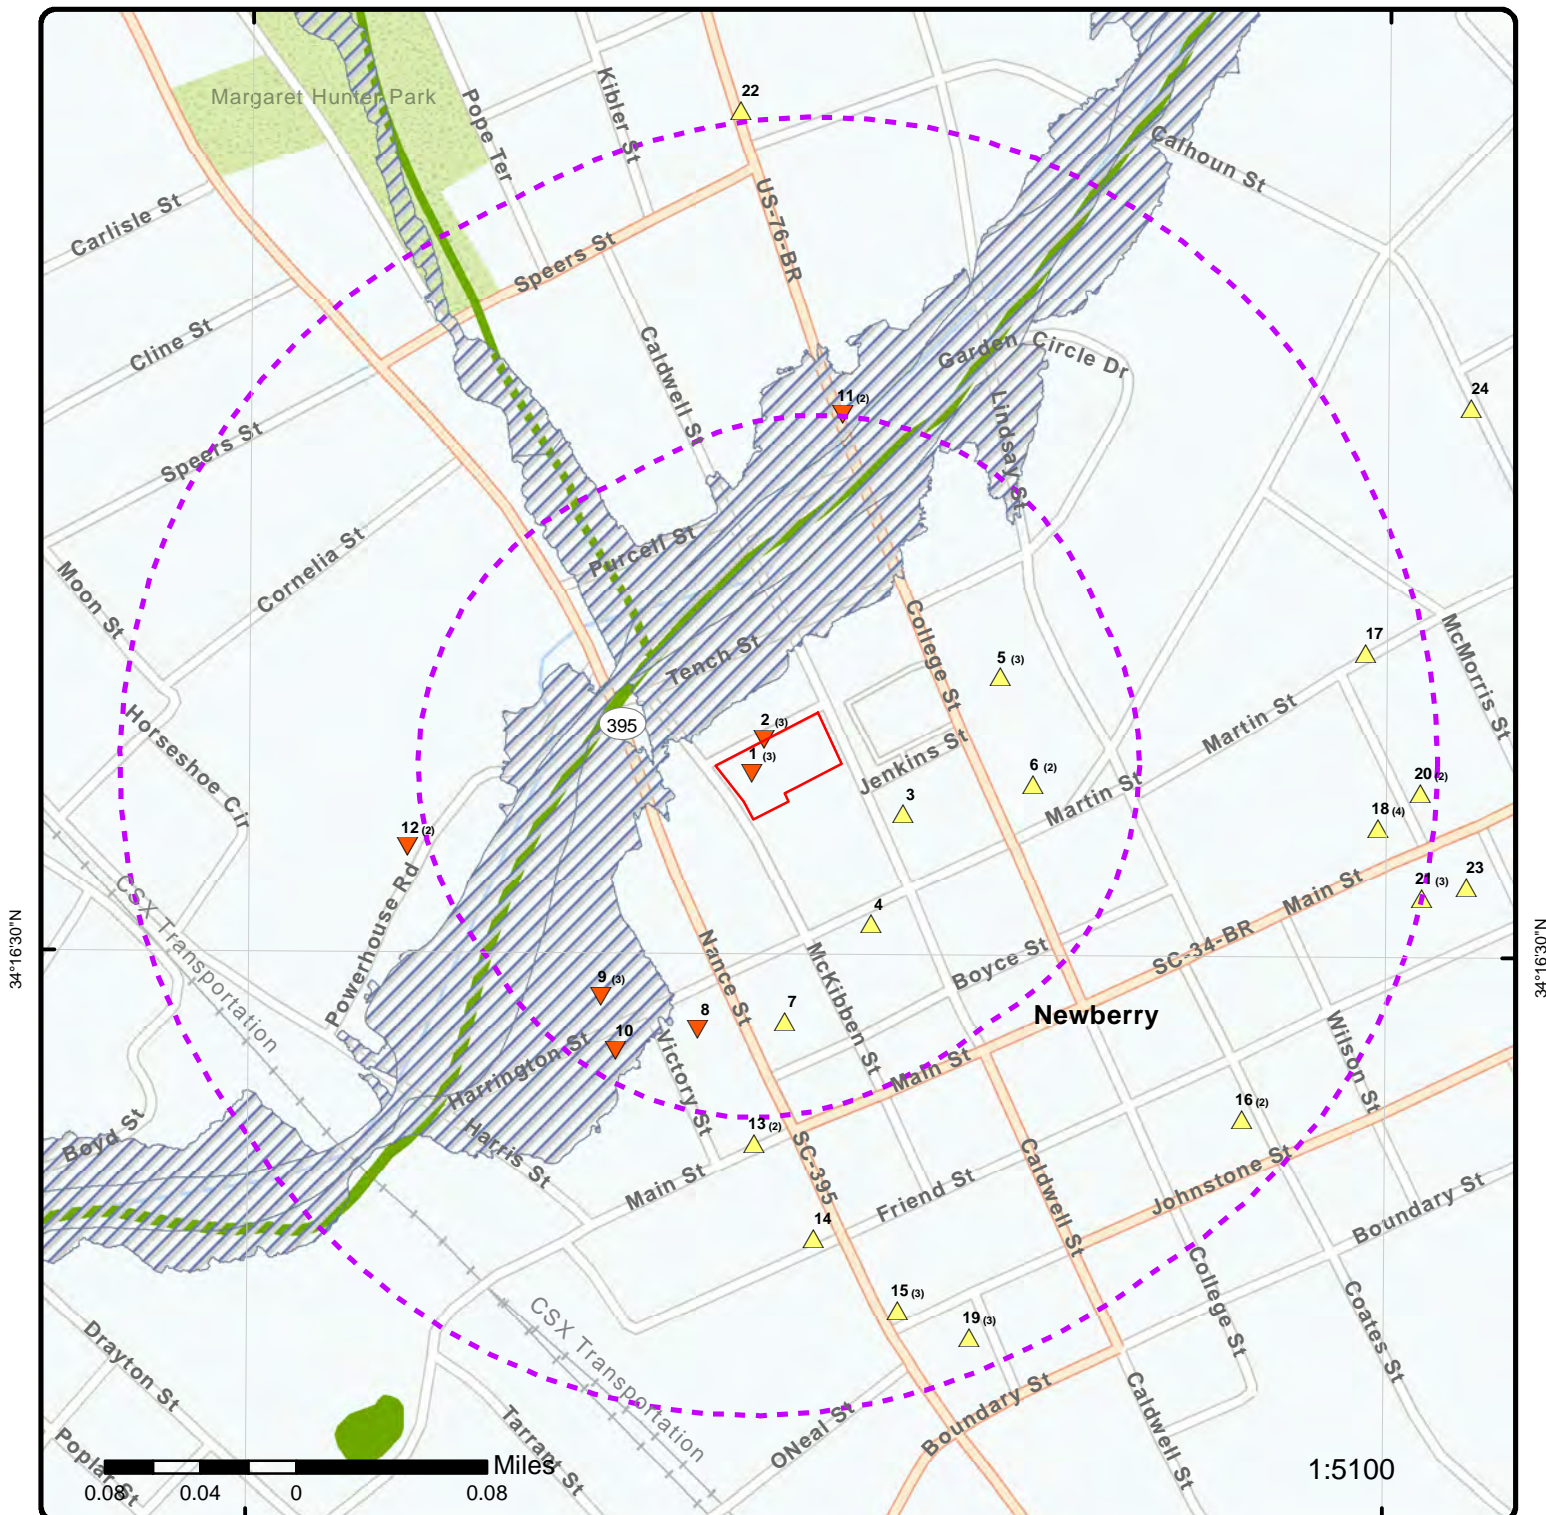 22
Margaret Hunter Park
Pope Ter
Kibler St
Calhoun St
US-76-BR
Carlisle St
Speers St
Cline St
Caldwell St
Garden Circle Dr
11 (2)
24
Lindsay St
Speers St
Cornelia St
Purcell St
Moon St
College St
McMorris St
17
5 (3)
Tench St
395
2 (3)
1 (3)
Horseshoe Cir
Jenkins St
Martin St
6 (2)
3
Martin St
20 (2)
18 (4)
12 (2)
Powerhouse Rd
CSX Transportation
Main St
21 (3)
23
4
34°16'30"N
34°16'30"N
Nance St
McKibben St
Boyce St
SC-34-BR
9 (3)
8
7
Newberry
10
Harrington St
Victory St
Main St
Wilson St
Boyd St
Harris St
13 (2)
16 (2)
Main St
SC-395
Friend St
Caldwell St
Johnstone St
Boundary St
14
College St
Coates St
15 (3)
19 (3)
CSX Transportation
Drayton St
Tarrant St
ONeal St
Boundary St
Caldwell St
Poplar St
Miles
0.08
0.04
0
0.08
1:5100